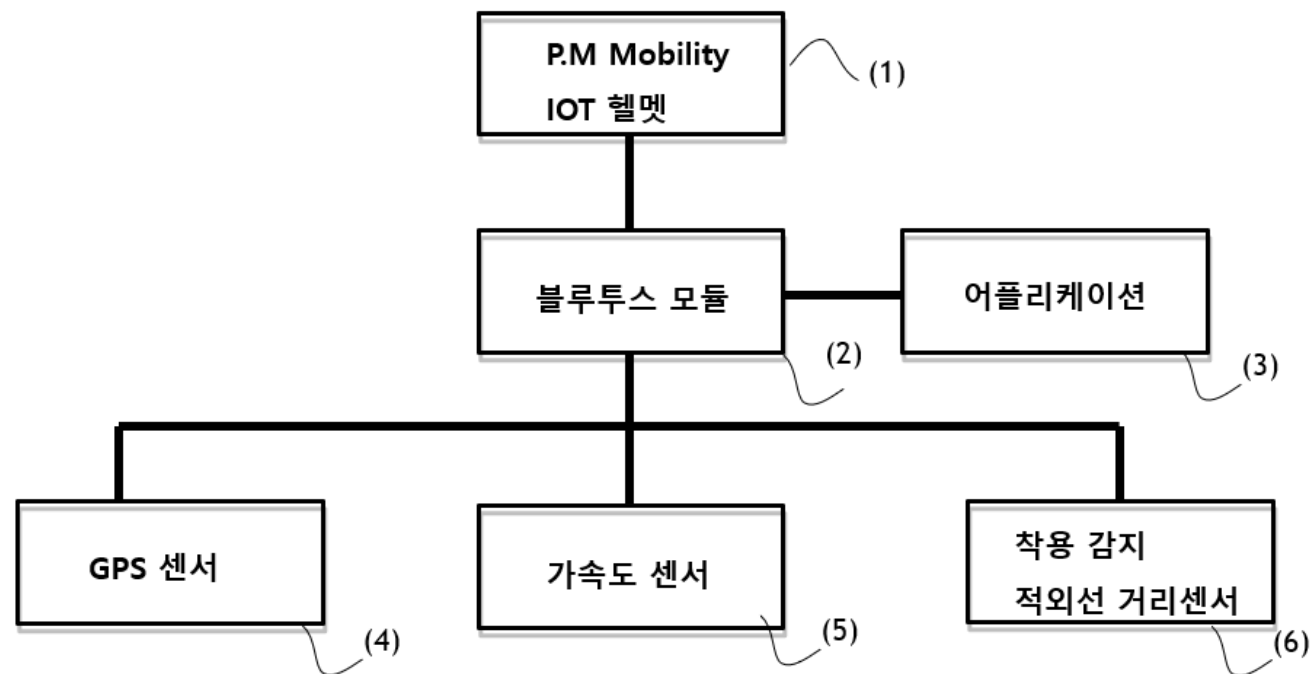 P.M Mobility
IOT 헬멧
(1)
블루투스 모듈
어플리케이션
(2)
(3)
GPS 센서
가속도 센서
착용 감지
적외선 거리센서
(4)
(5)
(6)